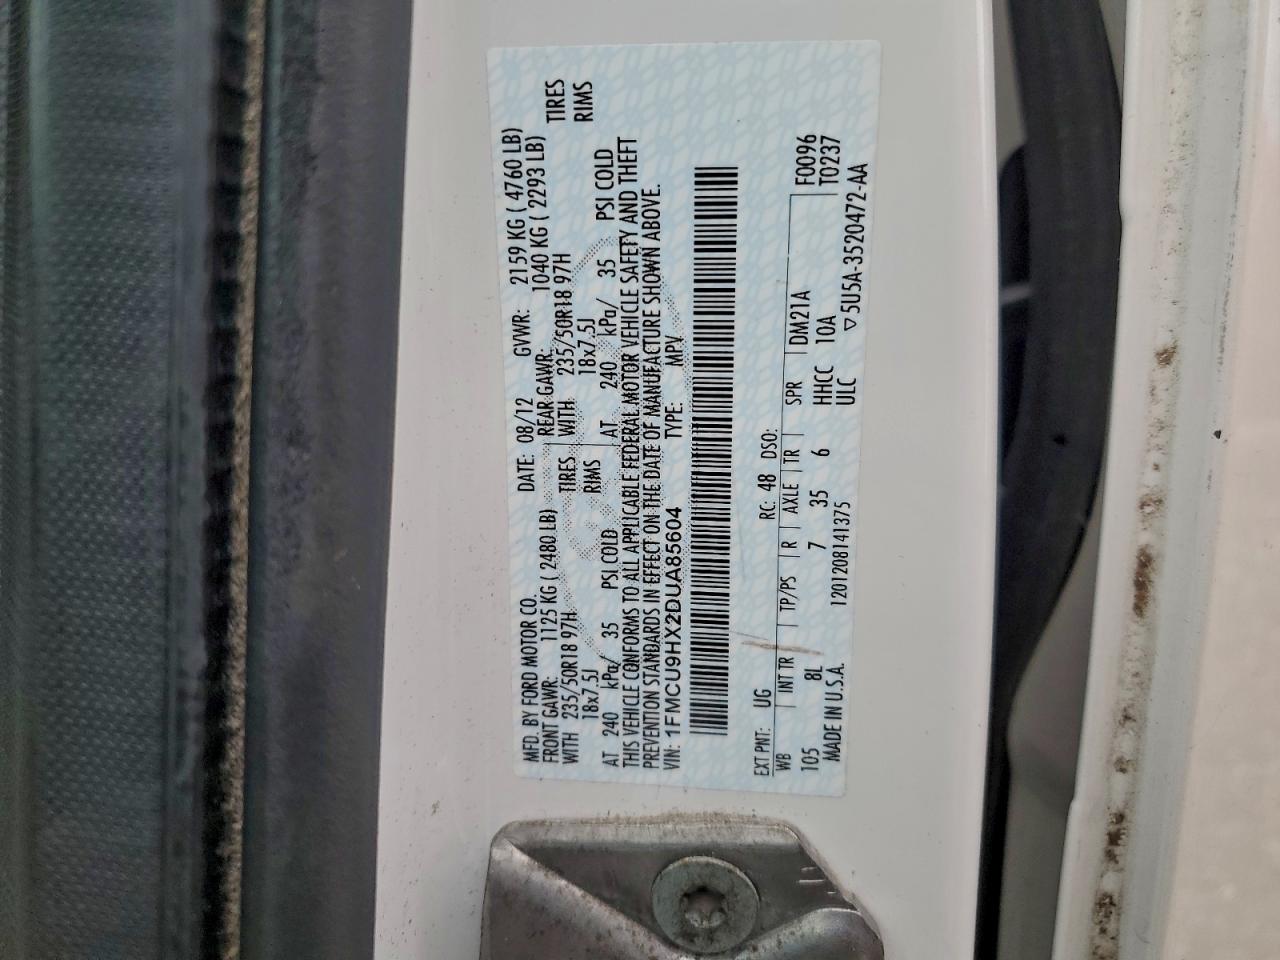 MFD. BY FORD MOTOR CO. DATE: 08/12 GVWR: 2159 KG ( 4760 LB)
FRONT GAWR: 1125 KG ( 2480 LB) REAR GAWR: 1040 KG ( 2293 LB)
WITH 235/50R18 97H TIRES WITH 235/50R18 97H TIRES
18x7.5J RIMS 18x7.5J RIMS
AT 240 kPa/ 35 PSI COLD AT 240 kPa/ 35 PSI COLD
THIS VEHICLE CONFORMS TO ALL APPLICABLE FEDERAL MOTOR VEHICLE SAFETY AND THEFT
PREVENTION STANDARDS IN EFFECT ON THE DATE OF MANUFACTURE SHOWN ABOVE.
VIN: 1FMCU9HX2DUA85604 TYPE: MPV
EXT PNT: UG RC: 48 DSO:
WB INT TR TP/PS R AXLE TR SPR DM21A F0096
105 8L 7 35 6 HHCC 10A T0237
MADE IN U.S.A. 1201208141375 ULC
▽5U5A-3520472-AA